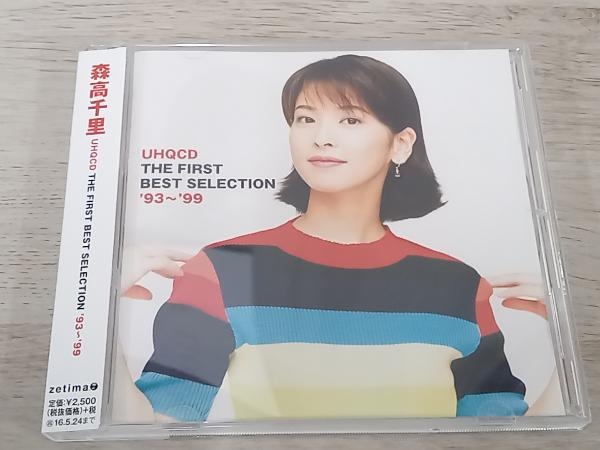 森高千里
UHQCD THE FIRST BEST SELECTION '93〜'99
zetima
定価:¥2,500
(税抜価格)+税
16.5.24まで
UHQCD
THE FIRST
BEST SELECTION
'93〜'99